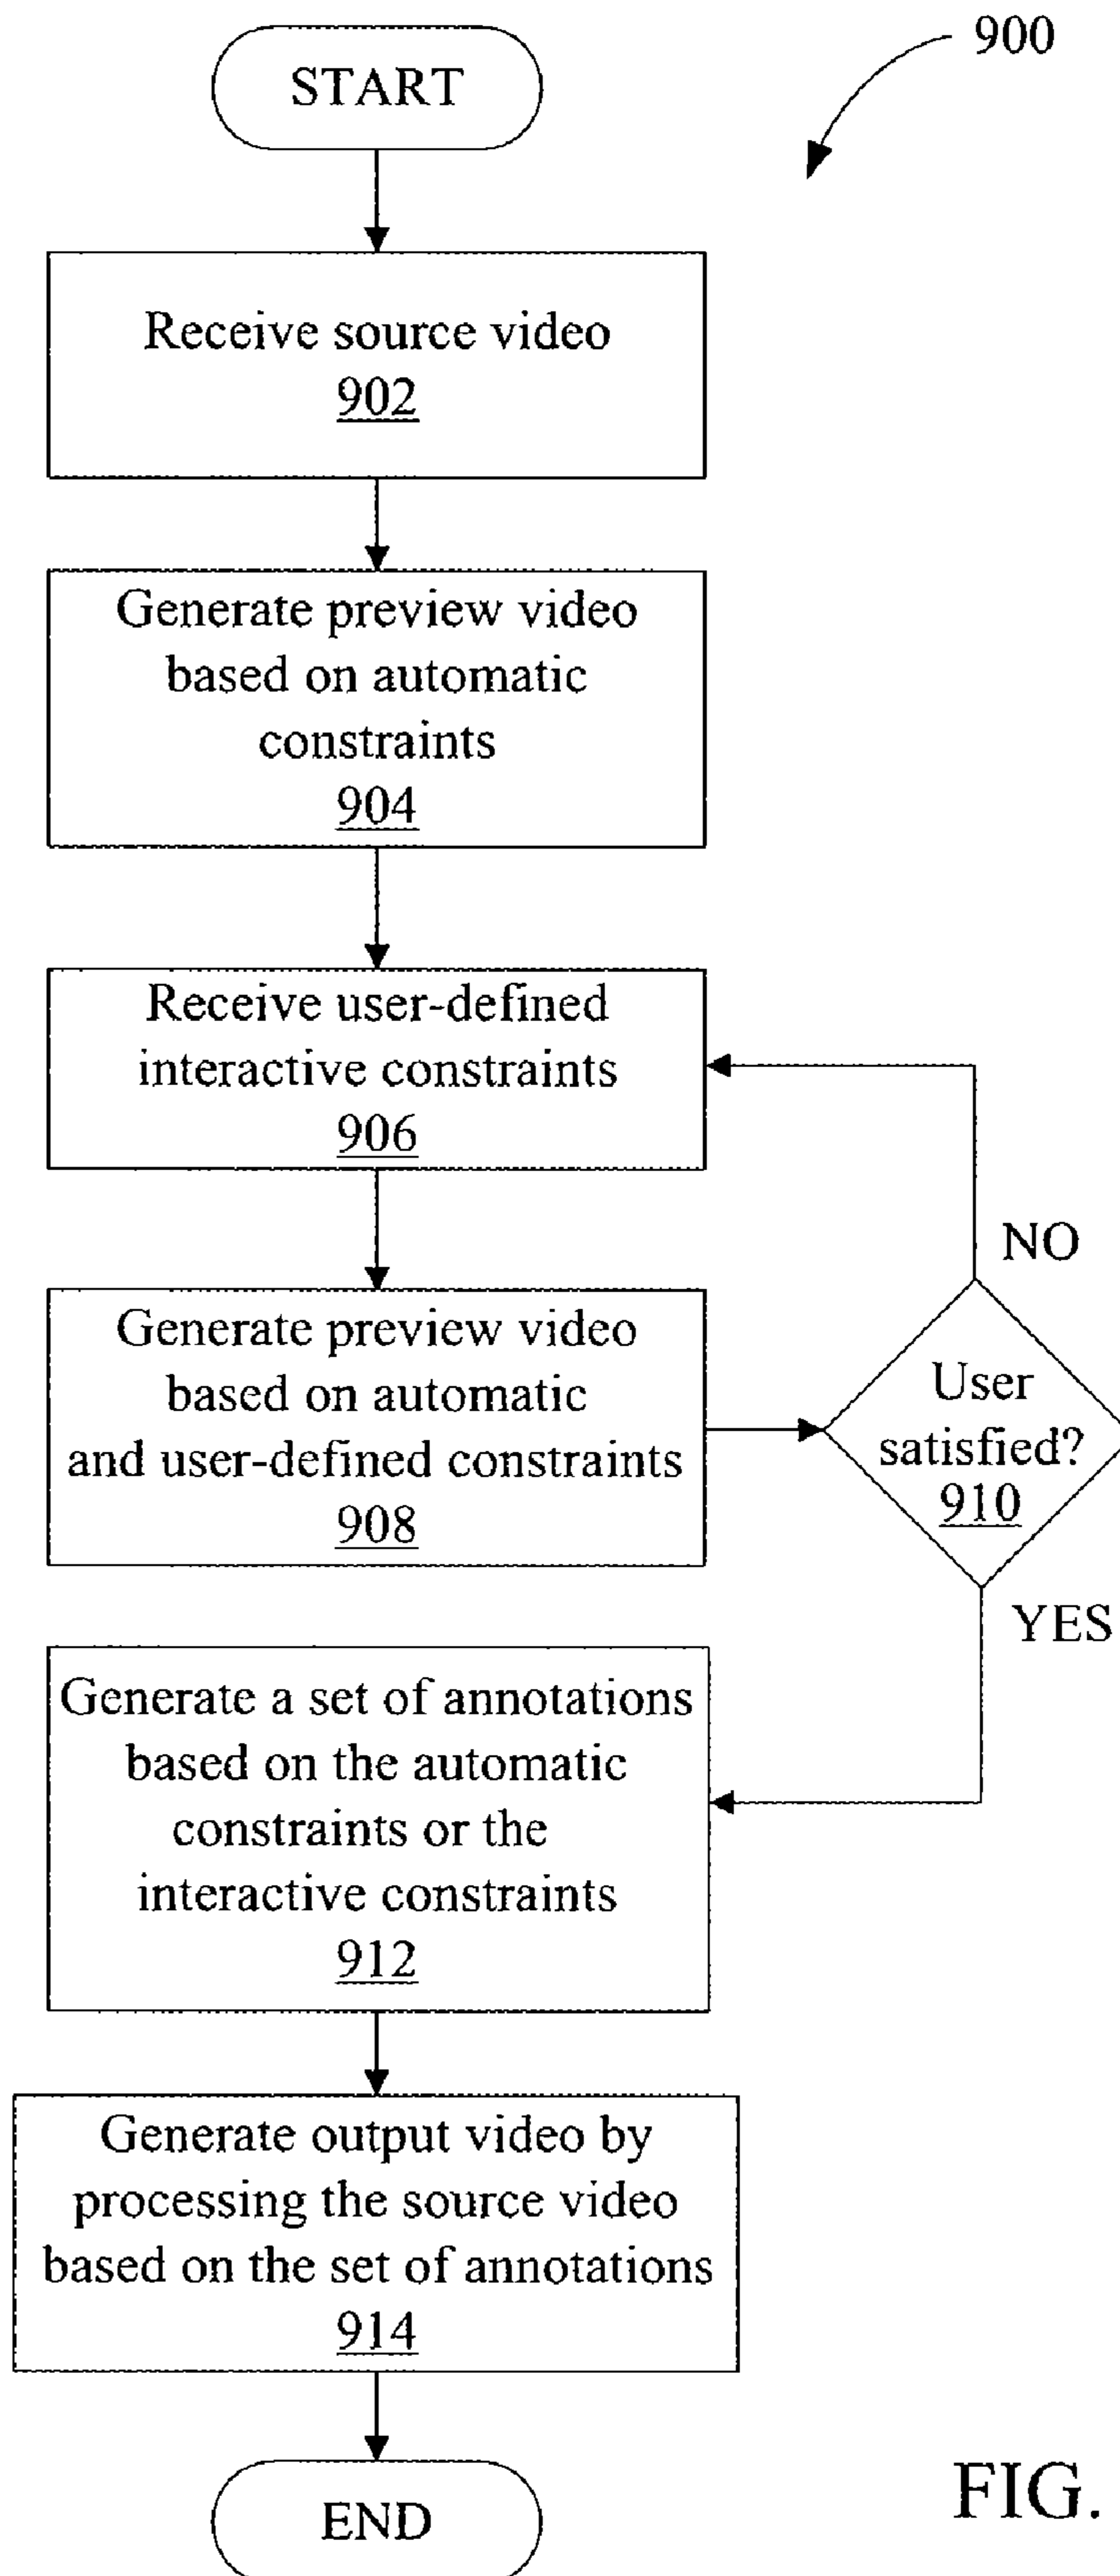 START
900
Receive source video
902
Generate preview video
based on automatic
constraints
904
Receive user-defined
interactive constraints
906
Generate preview video
based on automatic
and user-defined constraints
908
NO
User
satisfied?
910
YES
Generate a set of annotations
based on the automatic
constraints or the
interactive constraints
912
Generate output video by
processing the source video
based on the set of annotations
914
END
FIG.